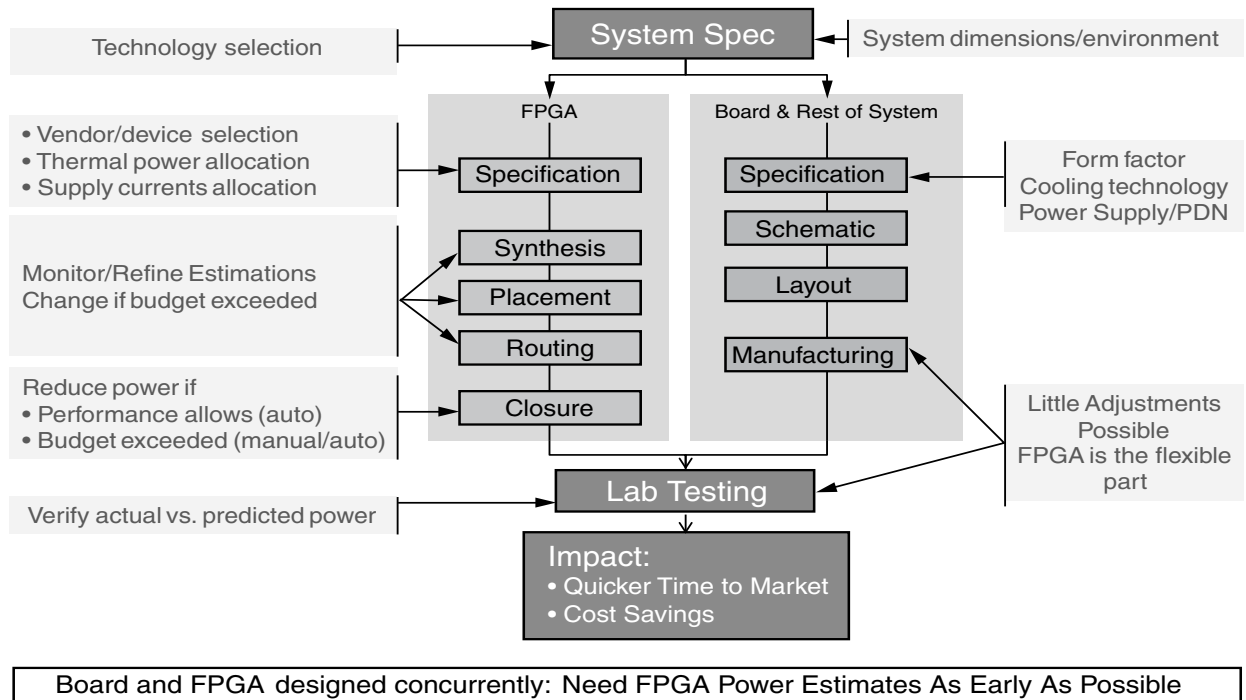 Technology selection
System Spec
System dimensions/environment
FPGA
Board & Rest of System
• Vendor/device selection
• Thermal power allocation
• Supply currents allocation
Specification
Specification
Form factor
Cooling technology
Power Supply/PDN
Monitor/Refine Estimations
Change if budget exceeded
Synthesis
Placement
Routing
Schematic
Layout
Manufacturing
Reduce power if
• Performance allows (auto)
• Budget exceeded (manual/auto)
Closure
Little Adjustments
Possible
FPGA is the flexible
part
Lab Testing
Verify actual vs. predicted power
Impact:
• Quicker Time to Market
• Cost Savings
Board and FPGA designed concurrently: Need FPGA Power Estimates As Early As Possible